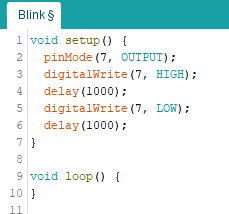 Blink §
1 void setup() {
2   pinMode(7, OUTPUT);
3   digitalWrite(7, HIGH);
4   delay(1000);
5   digitalWrite(7, LOW);
6   delay(1000);
7 }
8
9 void loop() {
10 }
11